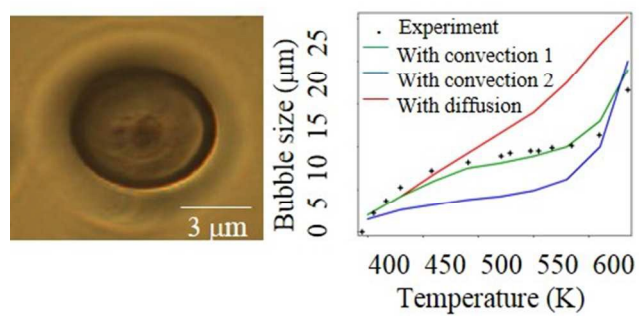 3 μm
Bubble size (μm)
25
20
15
10
5
0
Experiment
With convection 1
With convection 2
With diffusion
400 450 500 550 600
Temperature (K)